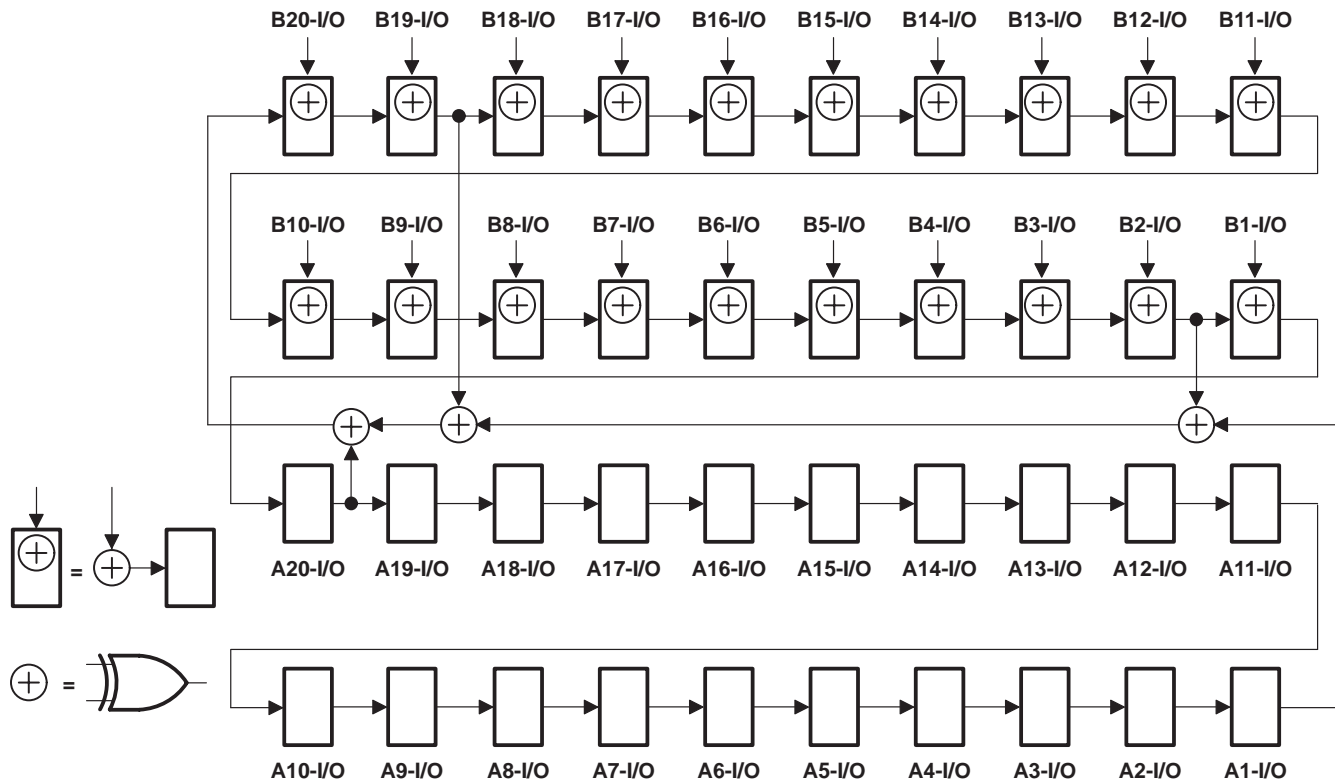 B20-I/O B19-I/O B18-I/O B17-I/O B16-I/O B15-I/O B14-I/O B13-I/O B12-I/O B11-I/O
B10-I/O B9-I/O B8-I/O B7-I/O B6-I/O B5-I/O B4-I/O B3-I/O B2-I/O B1-I/O
=
A20-I/O A19-I/O A18-I/O A17-I/O A16-I/O A15-I/O A14-I/O A13-I/O A12-I/O A11-I/O
=
A10-I/O A9-I/O A8-I/O A7-I/O A6-I/O A5-I/O A4-I/O A3-I/O A2-I/O A1-I/O